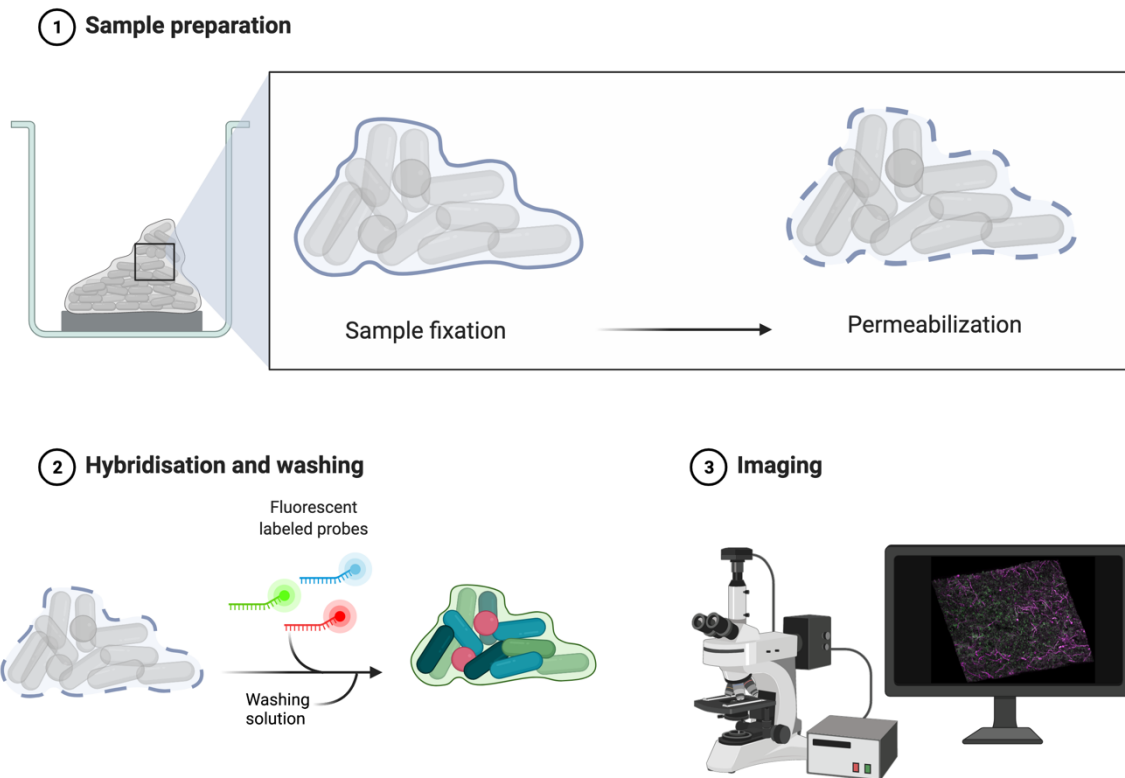 1 Sample preparation
Sample fixation
Permeabilization
2 Hybridisation and washing
Fluorescent
labeled probes
Washing
solution
3 Imaging